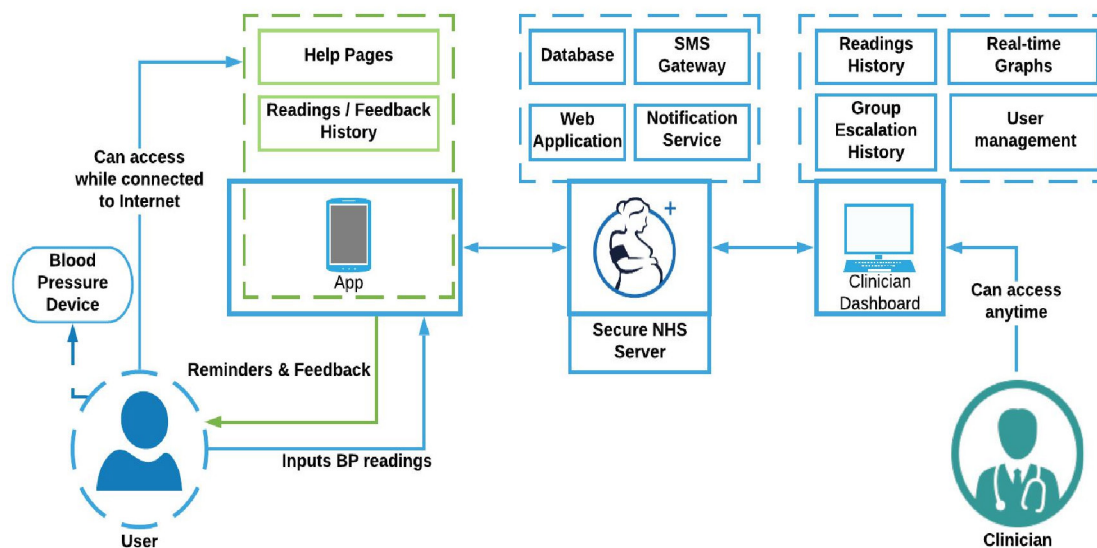 Help Pages
Readings / Feedback
History
Can access
while connected
to Internet
App
Blood
Pressure
Device
Reminders & Feedback
Inputs BP readings
User
Database
SMS
Gateway
Web
Application
Notification
Service
Secure NHS
Server
Readings
History
Real-time
Graphs
Group
Escalation
History
User
management
Clinician
Dashboard
Can access
anytime
Clinician